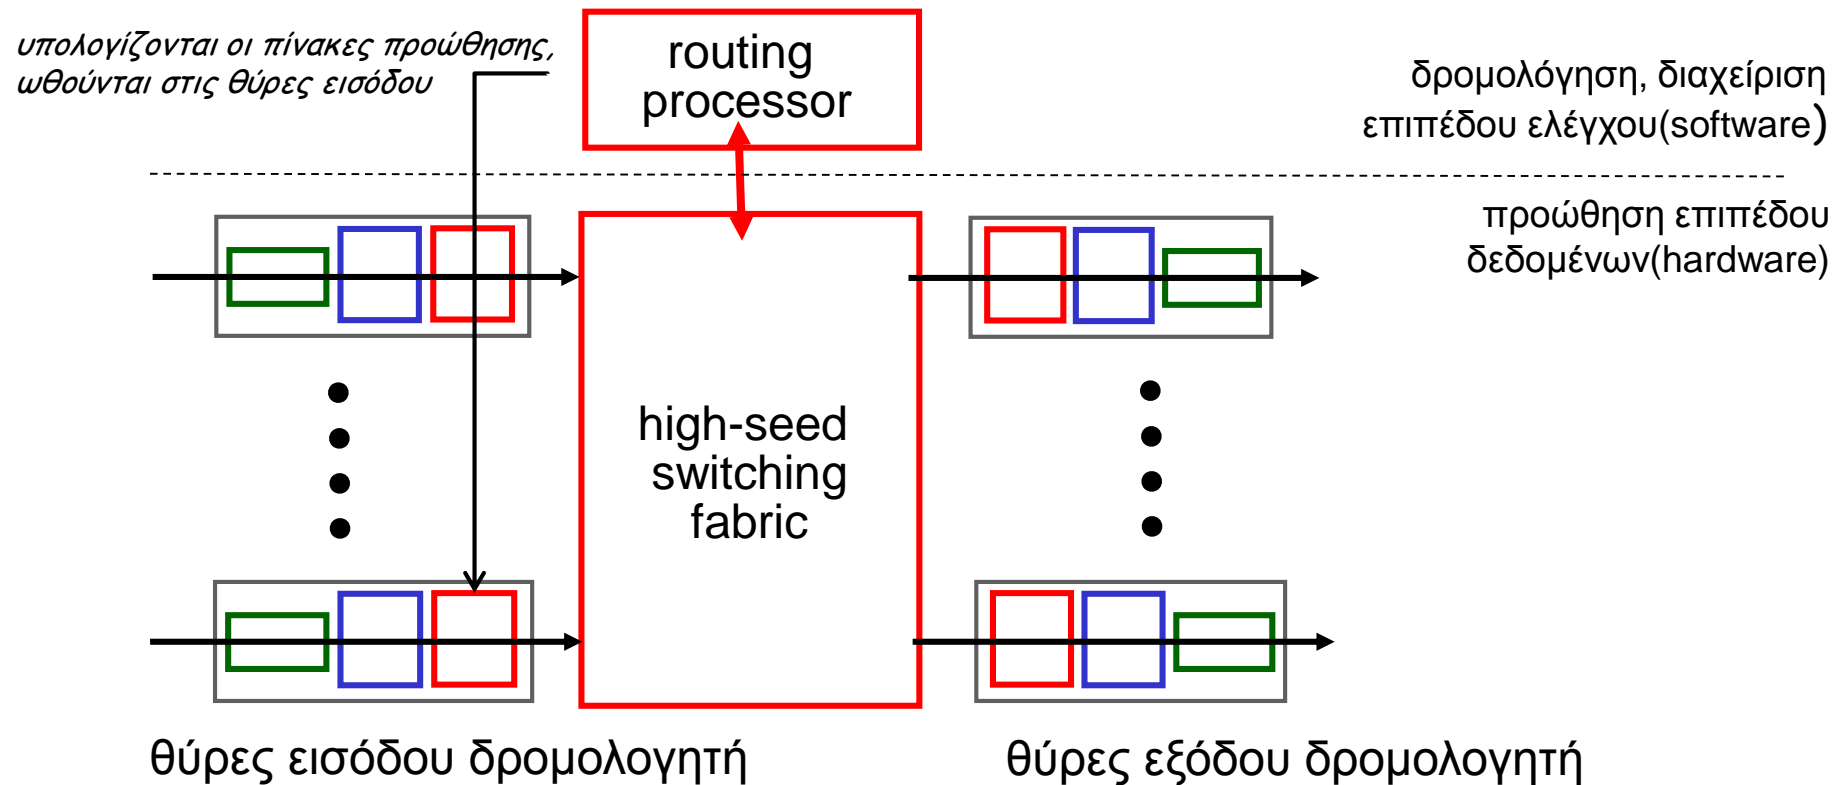 υπολογίζονται οι πίνακες προώθησης,
ωθούνται στις θύρες εισόδου
routing
processor
δρομολόγηση, διαχείριση
επιπέδου ελέγχου(software)
προώθηση επιπέδου
δεδομένων(hardware)
high-seed
switching
fabric
θύρες εισόδου δρομολογητή
θύρες εξόδου δρομολογητή